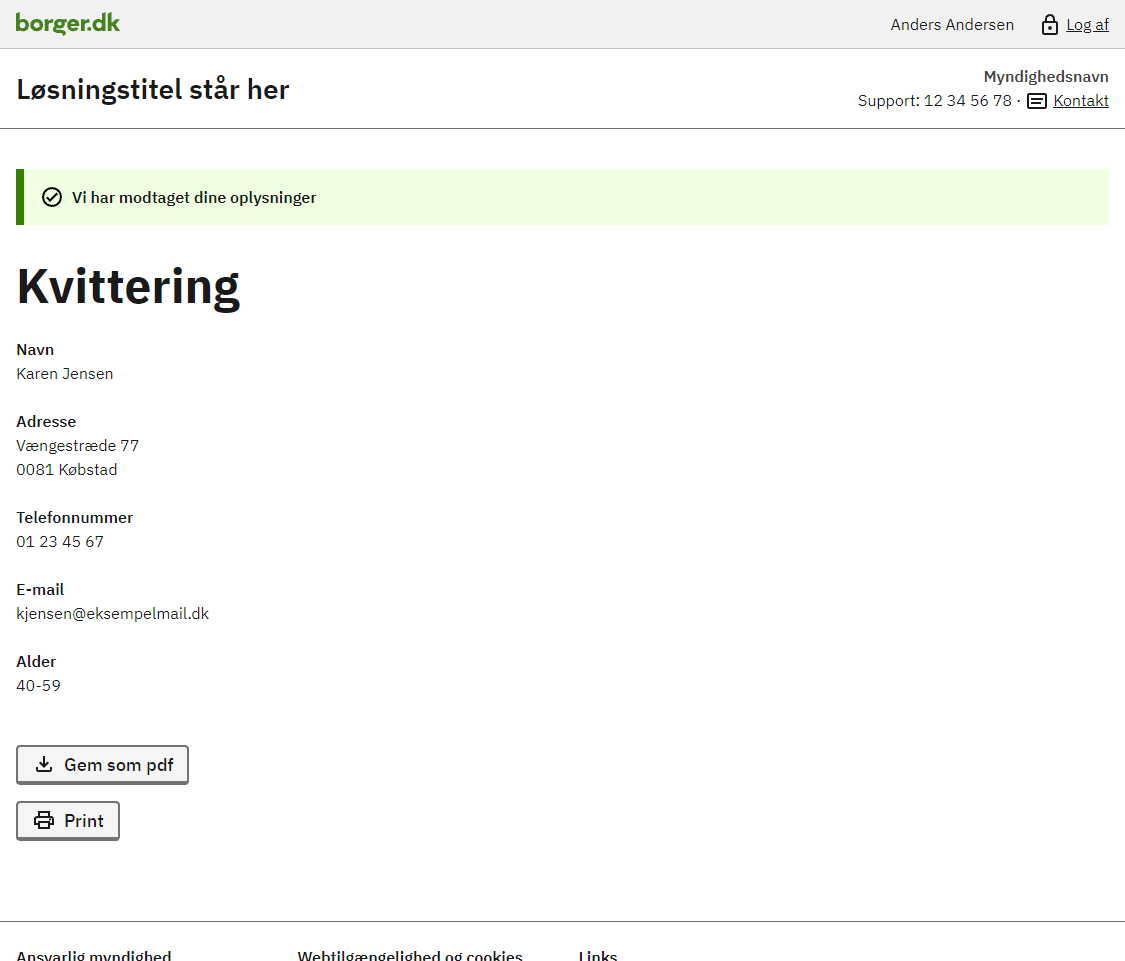 borger.dk
Anders Andersen
Log af
Løsningstitel står her
Myndighedsnavn
Support: 12 34 56 78 · Kontakt
Vi har modtaget dine oplysninger
Kvittering
Navn
Karen Jensen
Adresse
Vængestræde 77
0081 Købstad
Telefonnummer
01 23 45 67
E-mail
kjensen@eksempelmail.dk
Alder
40-59
Gem som pdf
Print
Ansvarlig myndighed
Webtilgængelighed og cookies
Links